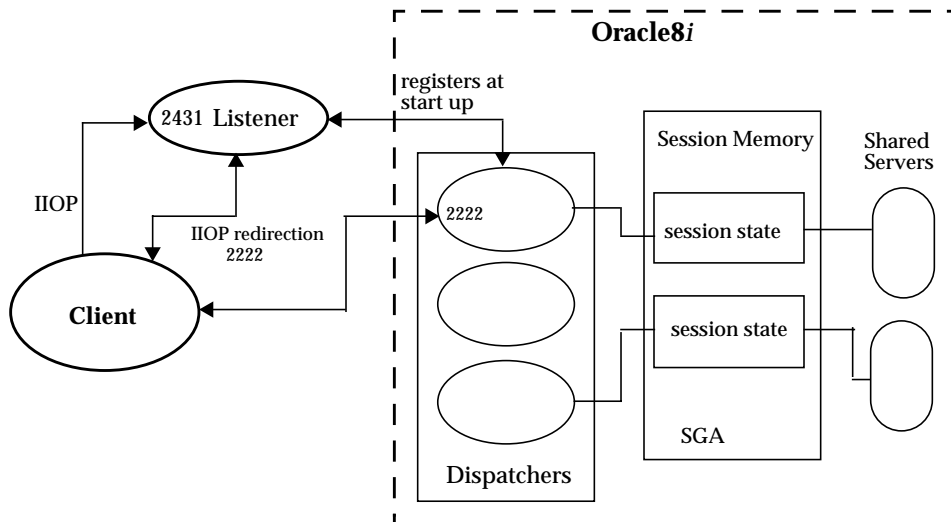 Oracle8i
registers at
start up
2431 Listener
Session Memory
Shared
Servers
IIOP
2222
IIOP redirection
2222
session state
Client
session state
SGA
Dispatchers